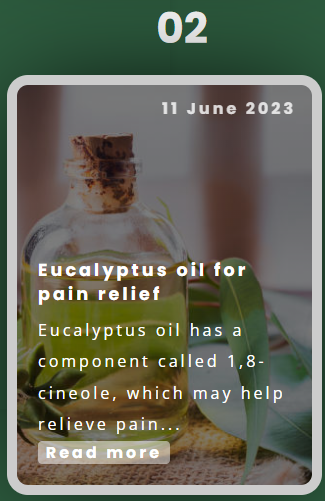 02
11 June 2023
Eucalyptus oil for
pain relief
Eucalyptus oil has a
component called 1,8-
cineole, which may help
relieve pain...
Read more